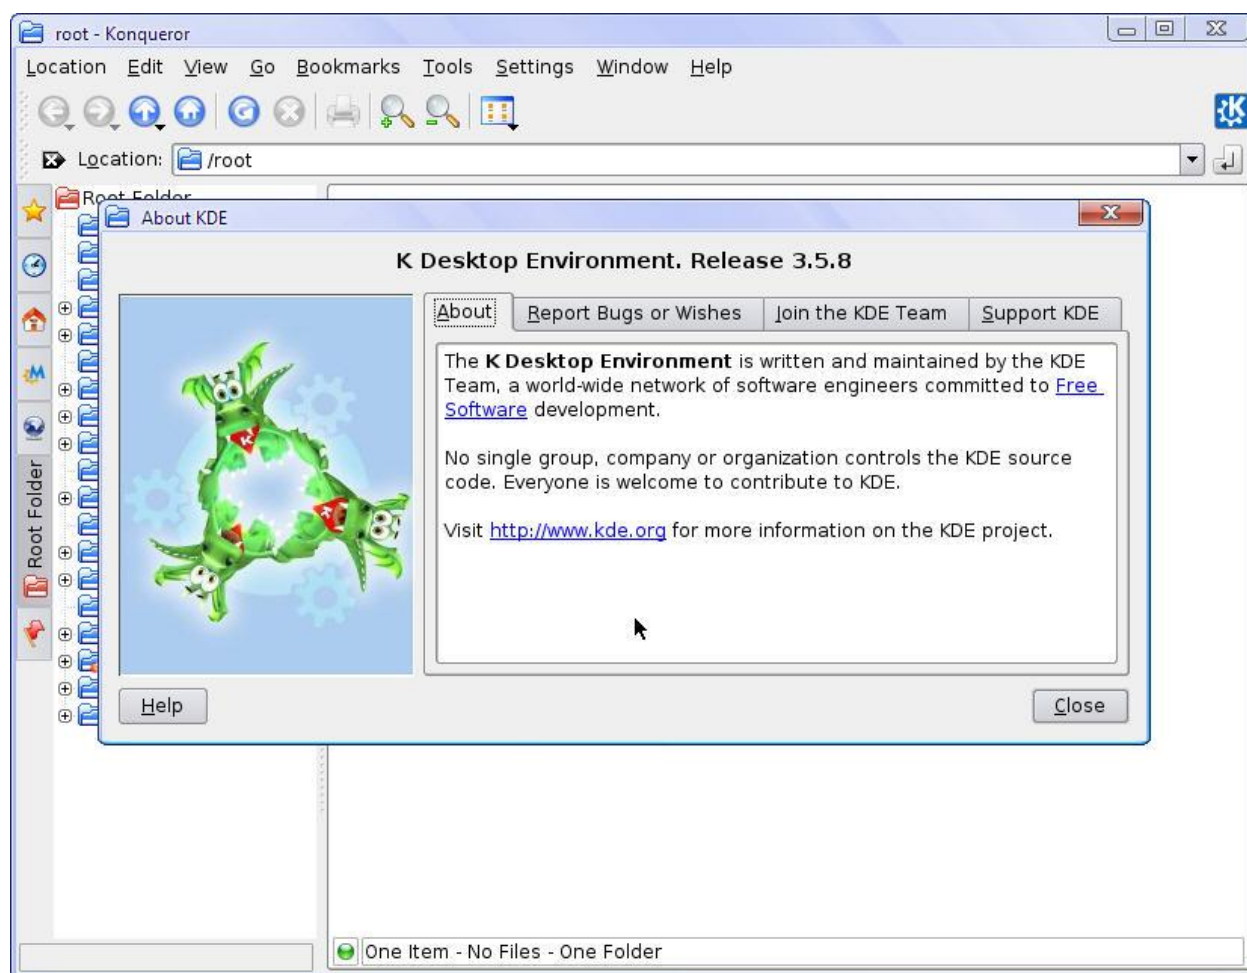 root - Konqueror
Location Edit View Go Bookmarks Tools Settings Window Help
Location: /root
Root Folder
About KDE
K Desktop Environment. Release 3.5.8
About Report Bugs or Wishes Join the KDE Team Support KDE
The K Desktop Environment is written and maintained by the KDE
Team, a world-wide network of software engineers committed to Free
Software development.
No single group, company or organization controls the KDE source
code. Everyone is welcome to contribute to KDE.
Visit http://www.kde.org for more information on the KDE project.
Root Folder
Help Close
One Item - No Files - One Folder